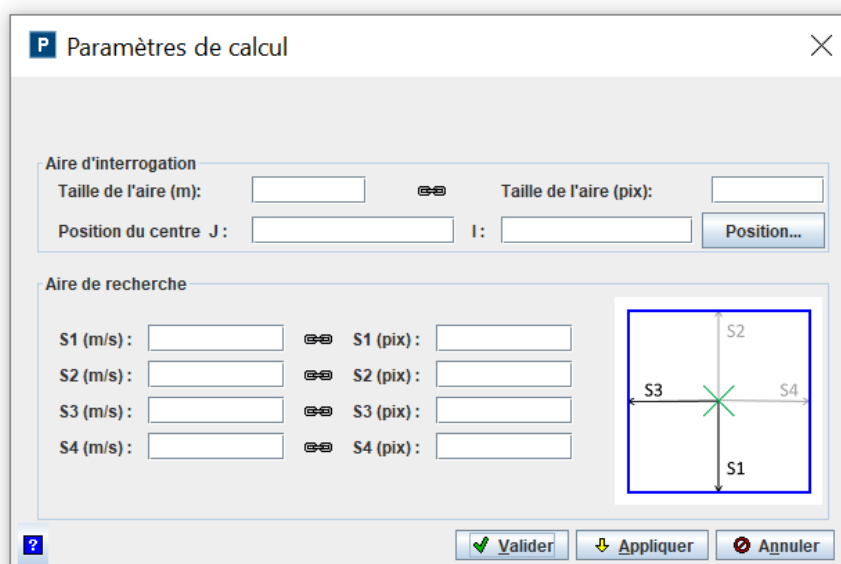 P Paramètres de calcul
Aire d'interrogation
Taille de l'aire (m): Taille de l'aire (pix):
Position du centre J : I : Position...
Aire de recherche
S1 (m/s) : S1 (pix) :
S2 (m/s) : S2 (pix) :
S3 (m/s) : S3 (pix) :
S4 (m/s) : S4 (pix) :
S2
S3 S4
S1
? Valider Appliquer Annuler